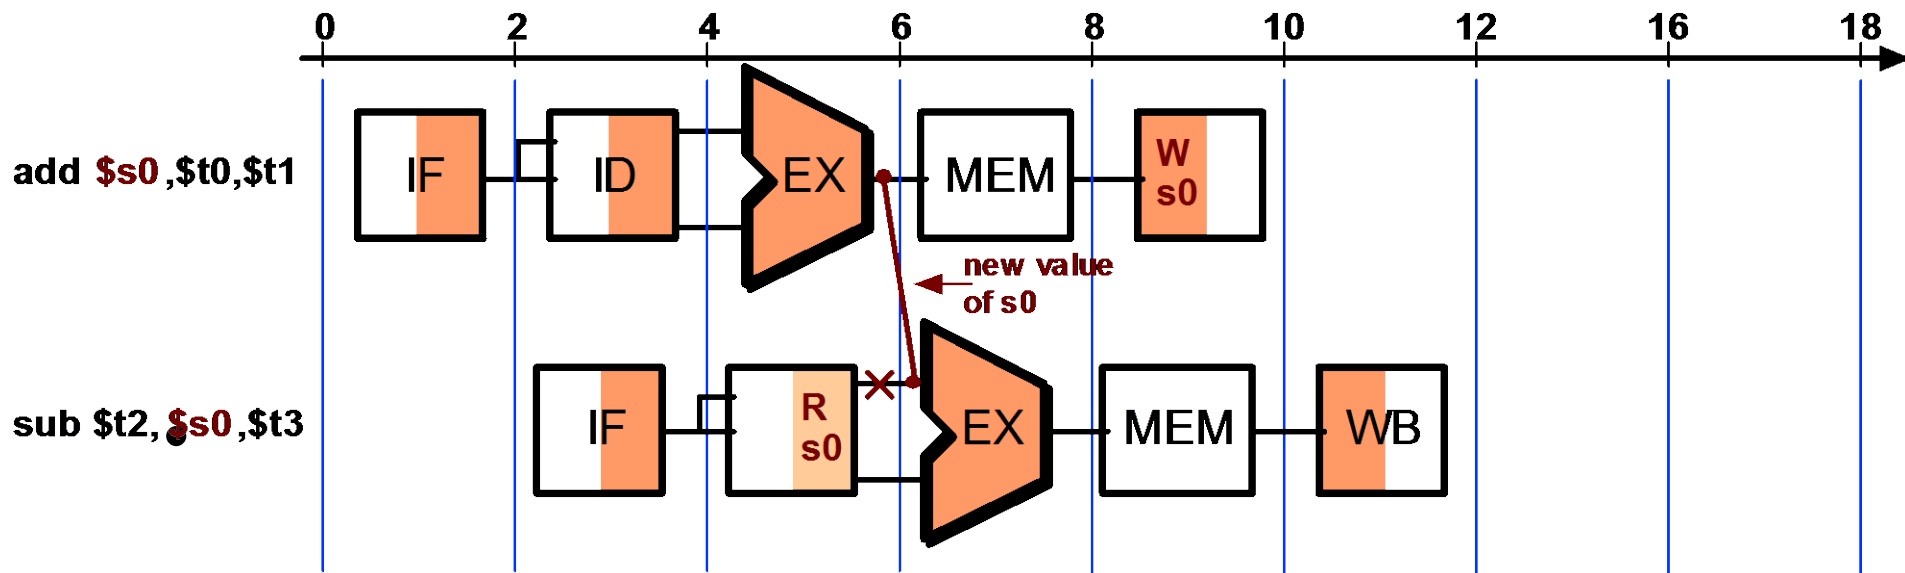 0 2 4 6 8 10 12 16 18
add $s0,$t0,$t1
IF
ID
EX
MEM
W
s0
new value
of s0
sub $t2,$s0,$t3
IF
R
s0
EX
MEM
WB